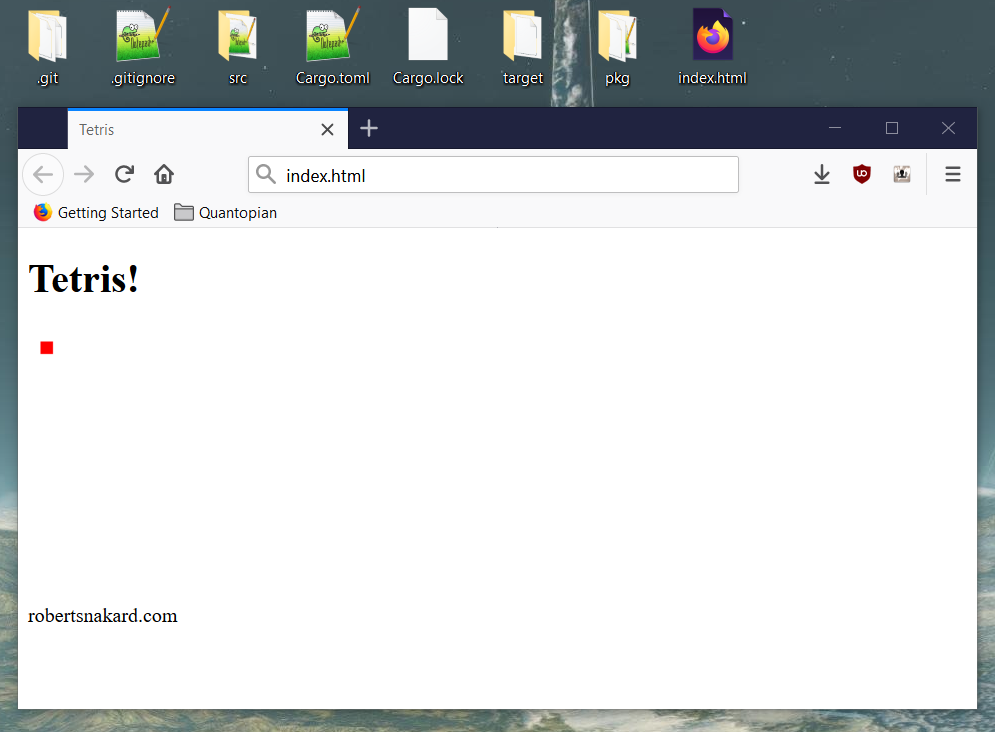 .git .gitignore src Cargo.toml Cargo.lock target pkg index.html
Tetris
index.html
Getting Started Quantopian
Tetris!
robertsnakard.com